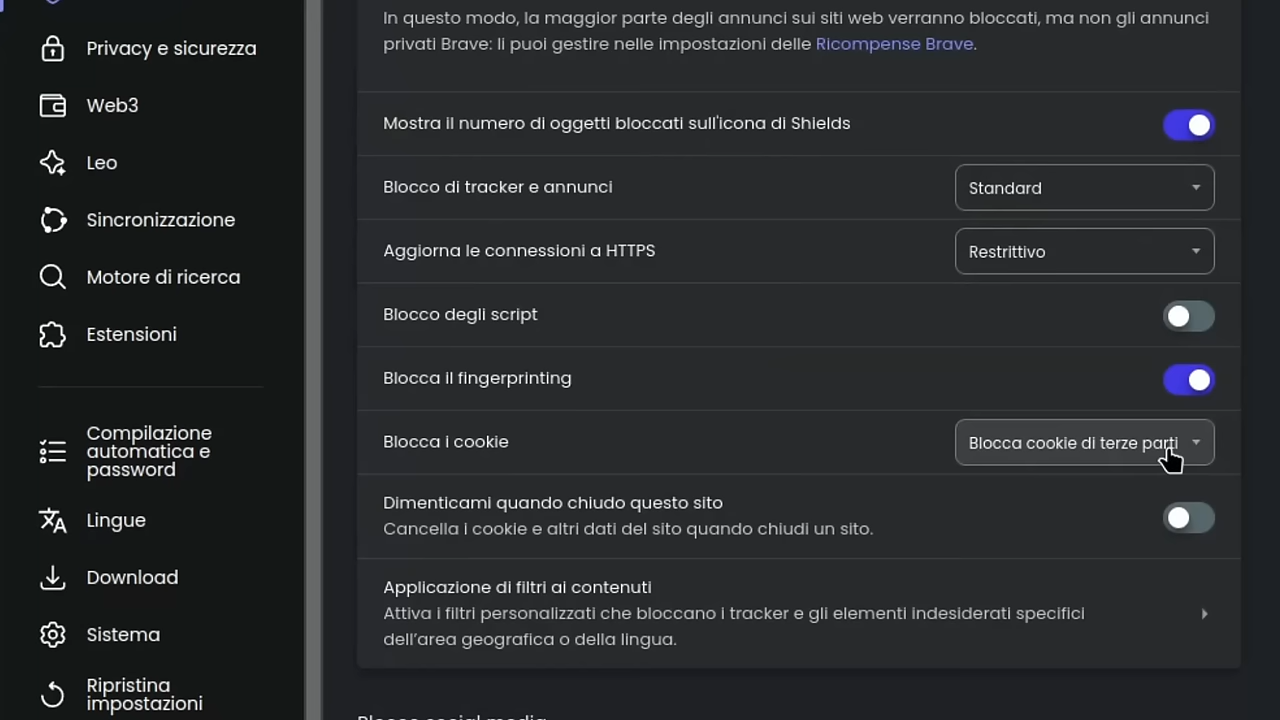 In questo modo, la maggior parte degli annunci sui siti web verranno bloccati, ma non gli annunci
privati Brave: li puoi gestire nelle impostazioni delle Ricompense Brave.
Privacy e sicurezza
Web3
Leo
Sincronizzazione
Motore di ricerca
Estensioni
Compilazione
automatica e
password
Lingue
Download
Sistema
Ripristina
impostazioni
Mostra il numero di oggetti bloccati sull'icona di Shields
Blocco di tracker e annunci
Standard
Aggiorna le connessioni a HTTPS
Restrittivo
Blocco degli script
Blocca il fingerprinting
Blocca i cookie
Blocca cookie di terze parti
Dimenticami quando chiudo questo sito
Cancella i cookie e altri dati del sito quando chiudi un sito.
Applicazione di filtri ai contenuti
Attiva i filtri personalizzati che bloccano i tracker e gli elementi indesiderati specifici
dell’area geografica o della lingua.
Blocco social media